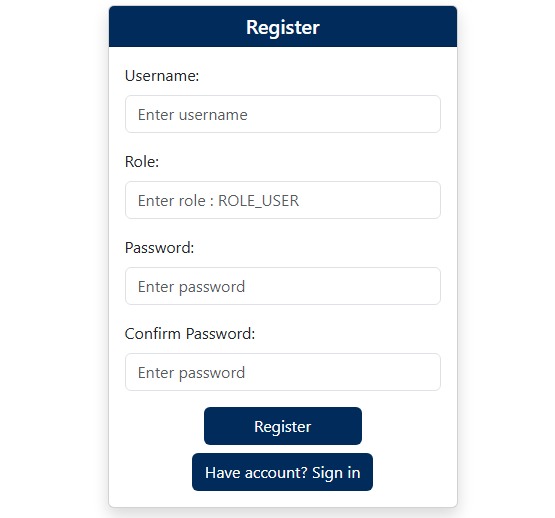 Register
Username:
Enter username
Role:
Enter role : ROLE_USER
Password:
Enter password
Confirm Password:
Enter password
Register
Have account? Sign in